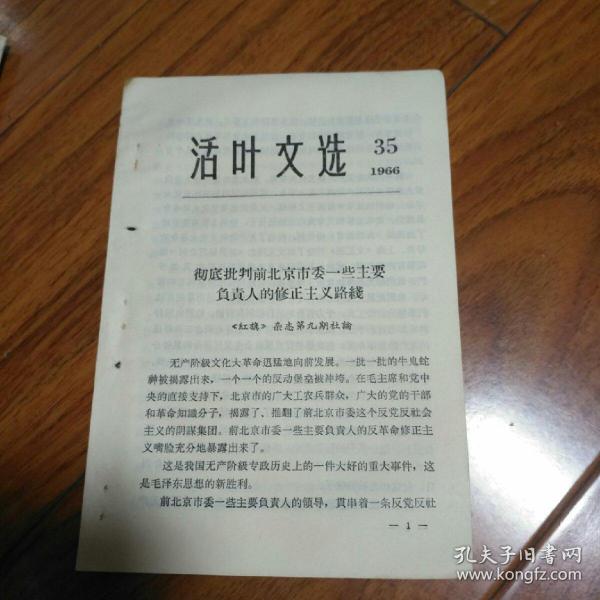 活叶文选 35
1966
彻底批判前北京市委一些主要
負責人的修正主义路綫
《紅旗》杂志第九期社論
无产阶級文化大革命迅猛地向前发展。一批一批的牛鬼蛇
神被揭露出来，一个一个的反动堡垒被冲垮。在毛主席和党中
央的直接支持下，北京市的广大工农兵群众，广大的党的干部
和革命知識分子，揭露了、推翻了前北京市委这个反党反社会
主义的阴謀集团。前北京市委一些主要負責人的反革命修正主
义嘴脸充分地暴露出来了。
这是我国无产阶級专政历史上的一件大好的重大事件，这
是毛泽东思想的新胜利。
前北京市委一些主要負責人的領导，貫串着一条反党反社
— 1 —
孔夫子旧书网
www.kongfz.com